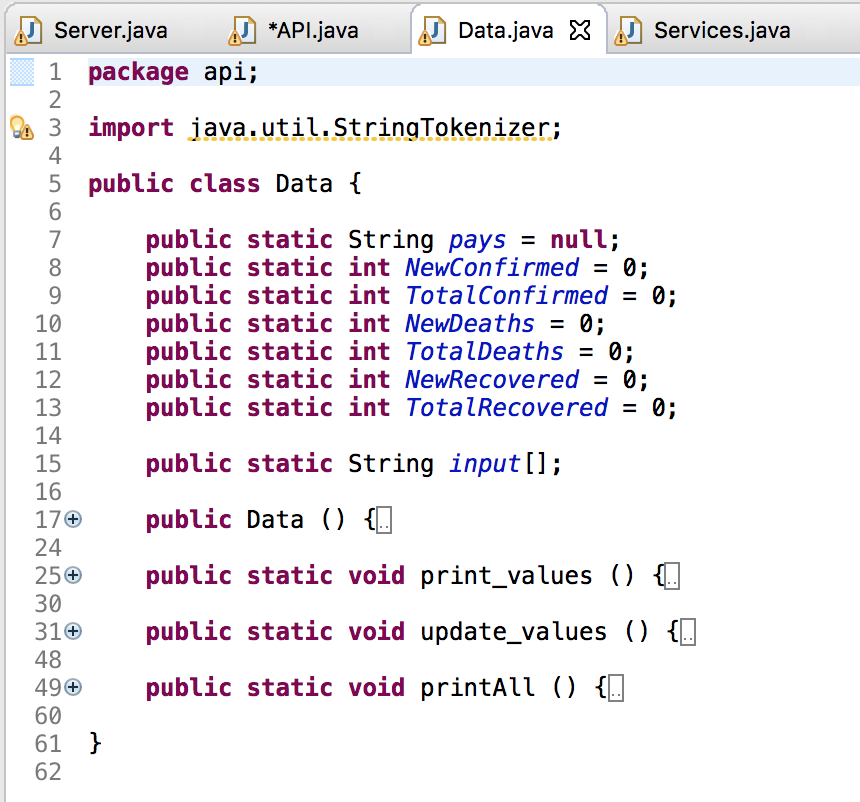 Server.java *API.java Data.java Services.java
1 package api;
2
3 import java.util.StringTokenizer;
4
5 public class Data {
6
7 public static String pays = null;
8 public static int NewConfirmed = 0;
9 public static int TotalConfirmed = 0;
10 public static int NewDeaths = 0;
11 public static int TotalDeaths = 0;
12 public static int NewRecovered = 0;
13 public static int TotalRecovered = 0;
14
15 public static String input[];
16
17 public Data () {..
24
25 public static void print_values () {..
30
31 public static void update_values () {..
48
49 public static void printAll () {..
60
61 }
62